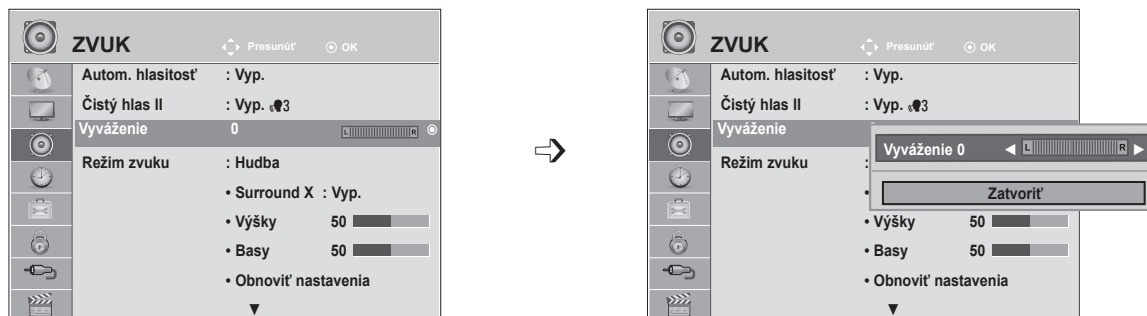 ZVUK Presunúť OK
Autom. hlasitosť : Vyp.
Čistý hlas II : Vyp. 3
Vyváženie 0 L R
Režim zvuku : Hudba
• Surround X : Vyp.
• Výšky 50
• Basy 50
• Obnoviť nastavenia
▼
ZVUK Presunúť OK
Autom. hlasitosť : Vyp.
Čistý hlas II : Vyp. 3
Vyváženie
Vyváženie 0 ◀ L R ▶
Režim zvuku :
Zatvoriť
•
• Výšky 50
• Basy 50
• Obnoviť nastavenia
▼